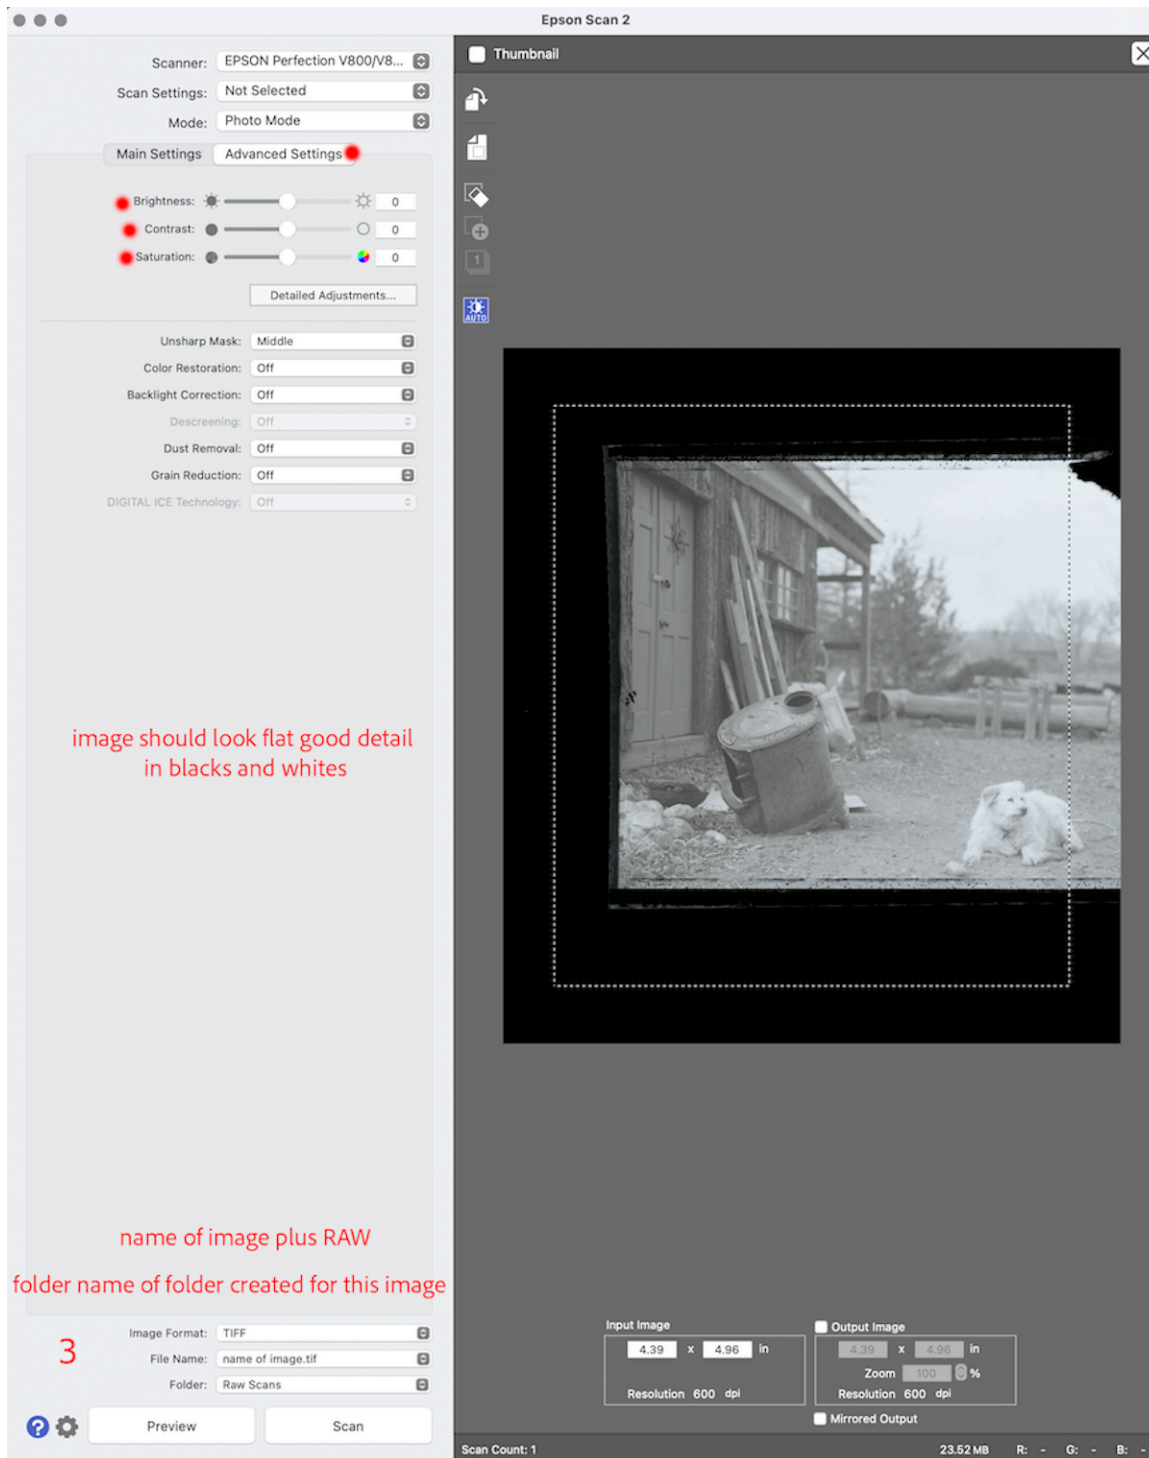 Epson Scan 2
Scanner: EPSON Perfection V800/V8...
Scan Settings: Not Selected
Mode: Photo Mode
Main Settings Advanced Settings
Brightness: 0
Contrast: 0
Saturation: 0
Detailed Adjustments...
Unsharp Mask: Middle
Color Restoration: Off
Backlight Correction: Off
Descreening: Off
Dust Removal: Off
Grain Reduction: Off
DIGITAL ICE Technology: Off
image should look flat good detail
in blacks and whites
name of image plus RAW
folder name of folder created for this image
3
Image Format: TIFF
File Name: name of image.tif
Folder: Raw Scans
? Preview Scan
Thumbnail
1
AUTO
Input Image
4.39 x 4.96 in
Resolution 600 dpi
Output Image
4.39 x 4.96 in
Zoom 100 %
Resolution 600 dpi
Mirrored Output
Scan Count: 1 23.52 MB R: - G: - B: -